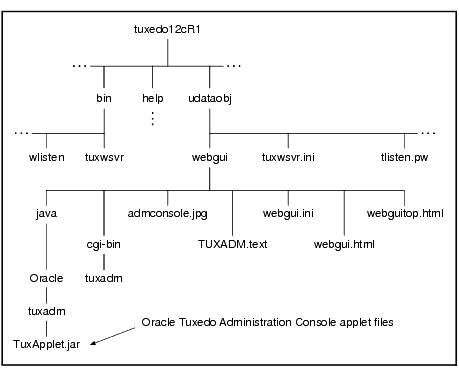 tuxedo12cR1
... ...
bin help udataobj
...
... ...
wlisten tuxwsvr webgui tuxwsvr.ini tlisten.pw
java admconsole.jpg webgui.ini webguitop.html
cgi-bin TUXADM.text webgui.html
Oracle tuxadm
tuxadm
Oracle Tuxedo Administration Console applet files
TuxApplet.jar